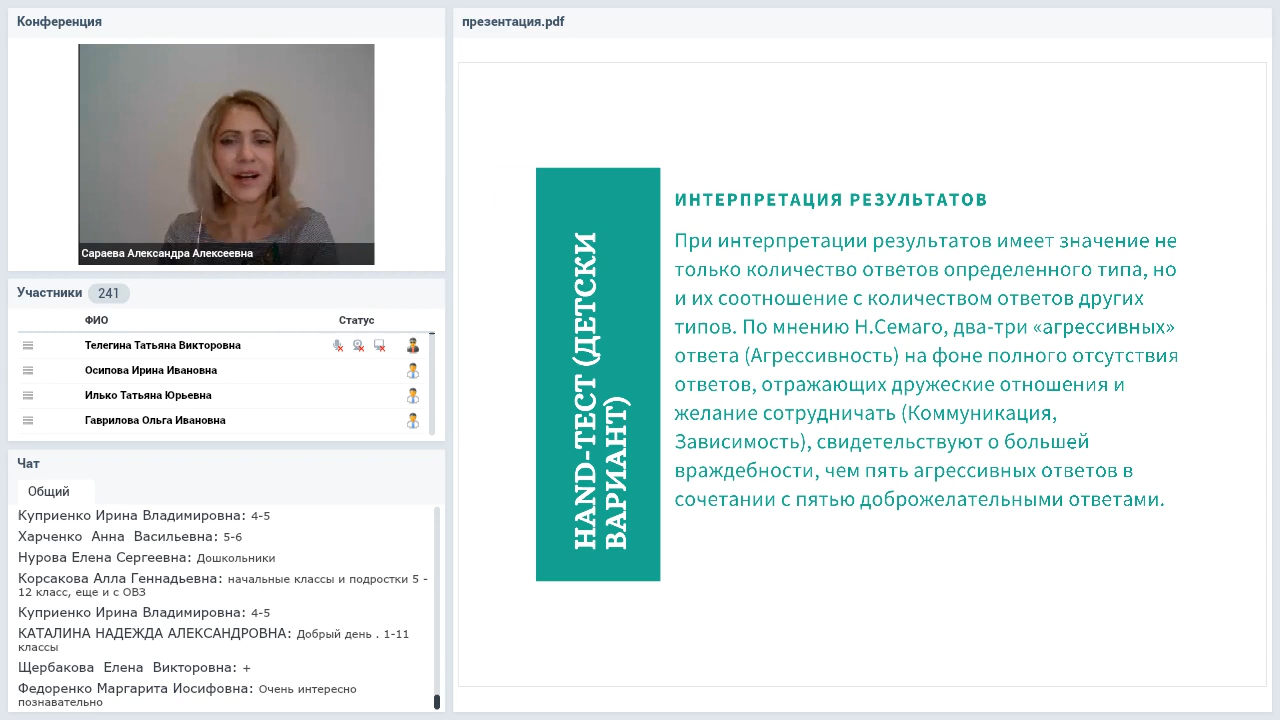 Конференция
Сараева Александра Алексеевна
Участники 241
ФИО Статус
Телегина Татьяна Викторовна
Осипова Ирина Ивановна
Илько Татьяна Юрьевна
Гаврилова Ольга Ивановна
Чат
Общий
Куприенко Ирина Владимировна: 4-5
Харченко Анна Васильевна: 5-6
Нурова Елена Сергеевна: Дошкольники
Корсакова Алла Геннадьевна: начальные классы и подростки 5 -
12 класс, еще и с ОВЗ
Куприенко Ирина Владимировна: 4-5
КАТАЛИНА НАДЕЖДА АЛЕКСАНДРОВНА: Добрый день . 1-11
классы
Щербакова Елена Викторовна: +
Федоренко Маргарита Иосифовна: Очень интересно
познавательно
презентация.pdf
HAND-ТЕСТ (ДЕТСКИ
ВАРИАНТ)
ИНТЕРПРЕТАЦИЯ РЕЗУЛЬТАТОВ
При интерпретации результатов имеет значение не
только количество ответов определенного типа, но
и их соотношение с количеством ответов других
типов. По мнению Н.Семаго, два-три «агрессивных»
ответа (Агрессивность) на фоне полного отсутствия
ответов, отражающих дружеские отношения и
желание сотрудничать (Коммуникация,
Зависимость), свидетельствуют о большей
враждебности, чем пять агрессивных ответов в
сочетании с пятью доброжелательными ответами.